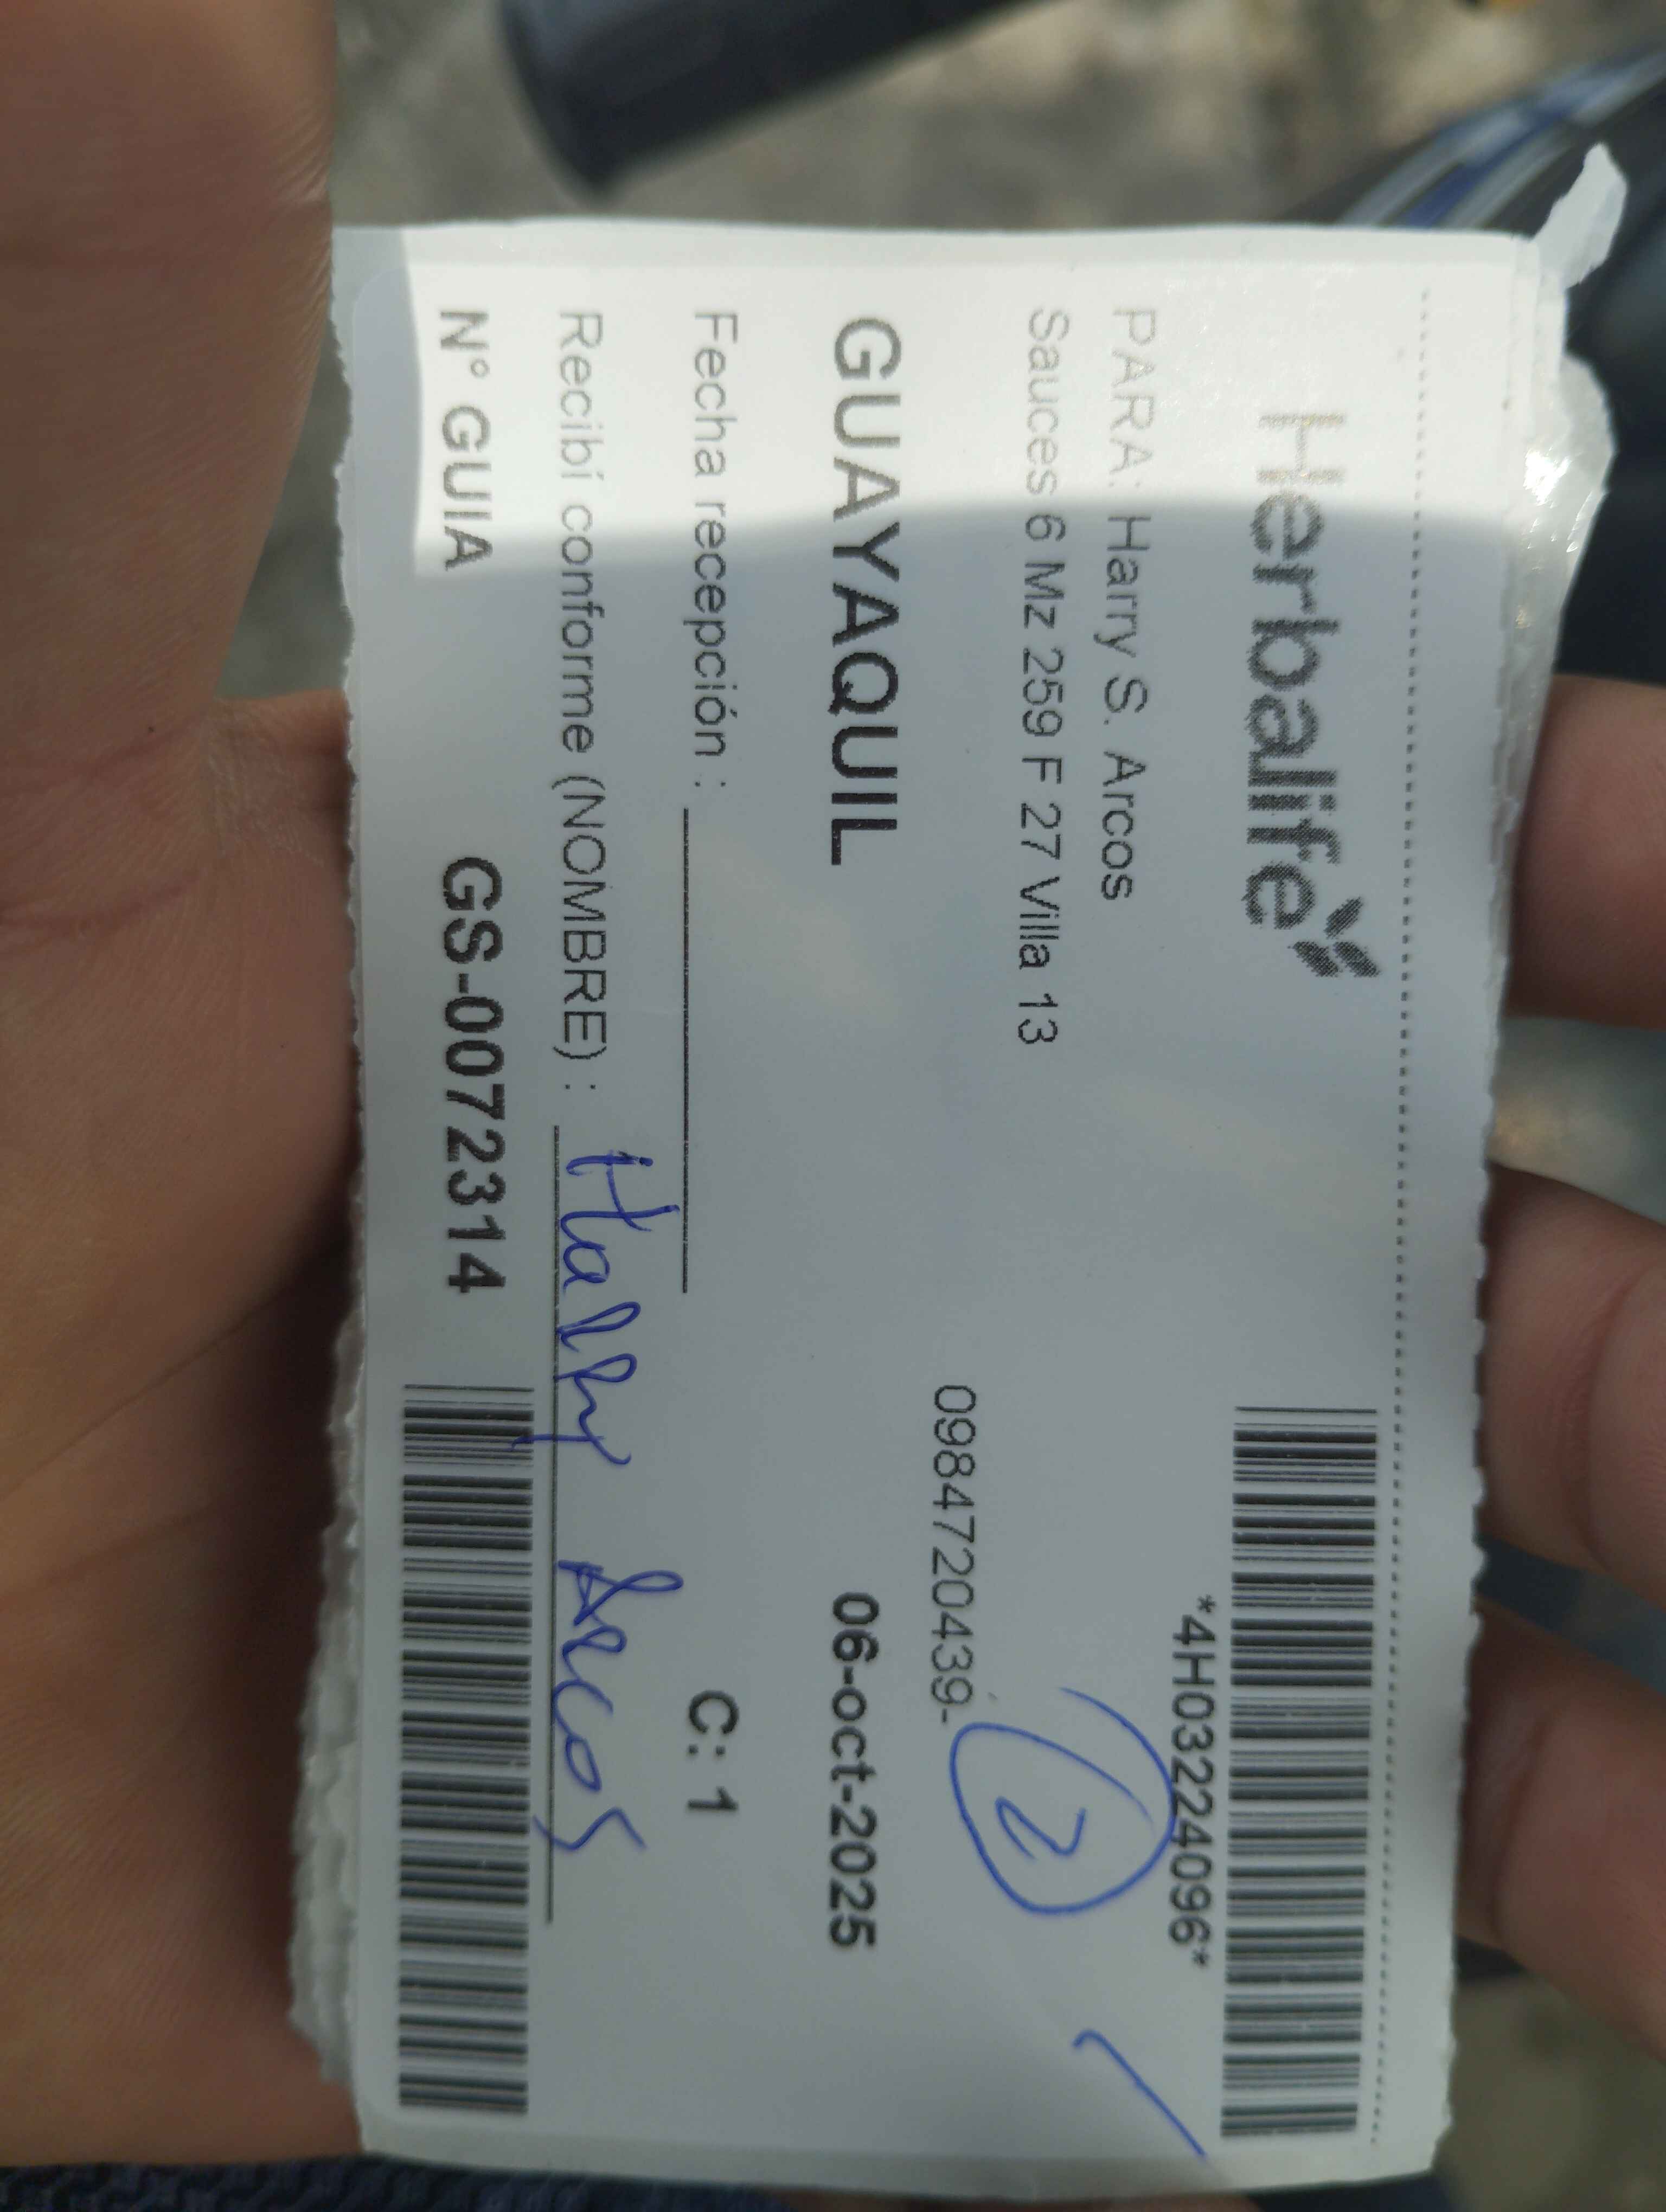 Herbalife
*4H03224096*
PARA: Harry S. Arcos
Sauces 6 Mz 259 F 27 Villa 13
0984720439-
2
GUAYAQUIL 06-oct-2025
Fecha recepción :
C: 1
Recibí conforme (NOMBRE) : Harry Arcos
N° GUIA GS-0072314